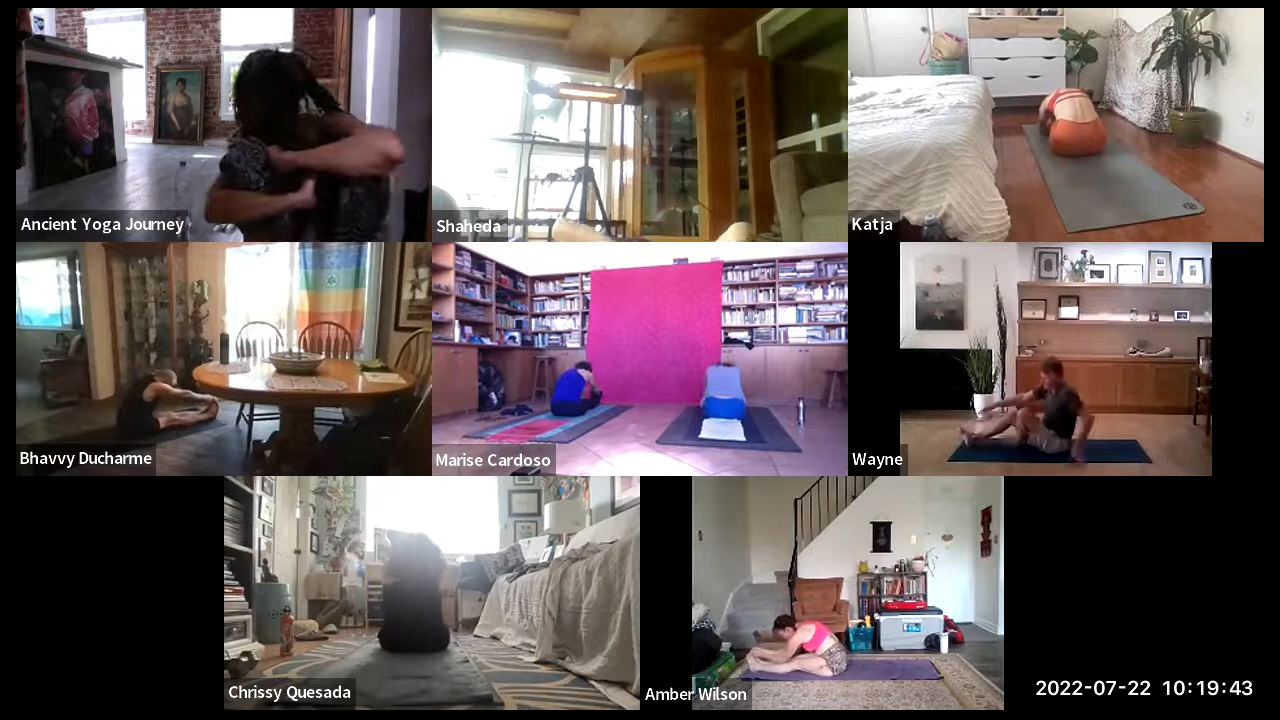 Ancient Yoga Journey
Shaheda
Katja
Bhavvy Ducharme
Marise Cardoso
Wayne
Chrissy Quesada
Amber Wilson
2022-07-22 10:19:43